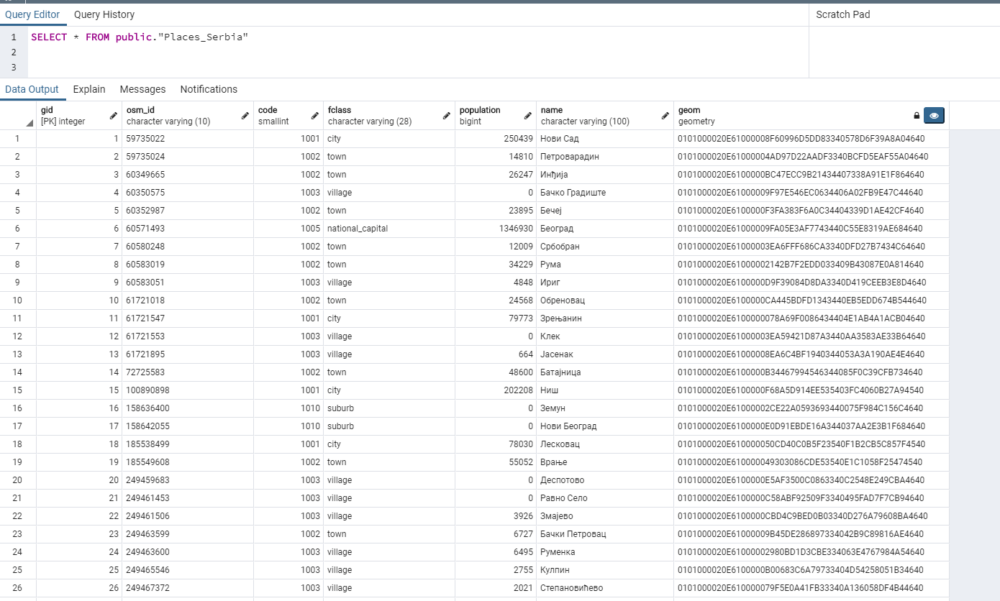 Query Editor Query History Scratch Pad
1 SELECT * FROM public."Places_Serbia"
2
3
Data Output Explain Messages Notifications
gid osm_id code fclass population name geom
[PK] integer character varying (10) smallint character varying (28) bigint character varying (100) geometry
1 1 59735022 1001 city 250439 Нови Сад 0101000020E61000008F60996D5DD83340578D6F39A8A04640
2 2 59735024 1002 town 14810 Петроварадин 0101000020E61000004AD97D22AADF3340BCFD5EAF55A04640
3 3 60349665 1002 town 26247 Инђија 0101000020E6100000BC47ECC9B21434407338A91E1F864640
4 4 60350575 1003 village 0 Бачко Градиште 0101000020E61000009F97E546EC0634406A02FB9E47C44640
5 5 60352987 1002 town 23895 Бечеј 0101000020E6100000F3FA383F6A0C34404339D1AE42CF4640
6 6 60571493 1005 national_capital 1346930 Београд 0101000020E61000009FA05E3AF7743440C55E8319AE684640
7 7 60580248 1002 town 12009 Србобран 0101000020E61000003EA6FFF686CA3340DFD27B7434C64640
8 8 60583019 1002 town 34229 Рума 0101000020E61000002142B7F2EDD033409B43087E0A814640
9 9 60583051 1003 village 4848 Ириг 0101000020E6100000D9F39084D8DA3340D419CEEB3E8D4640
10 10 61721018 1002 town 24568 Обреновац 0101000020E6100000CA445BDFD1343440EB5EDD674B544640
11 11 61721547 1001 city 79773 Зрењанин 0101000020E6100000078A69F0086434404E1AB4A1ACB04640
12 12 61721553 1003 village 0 Клек 0101000020E61000003EA59421D87A3440AA3583AE33B64640
13 13 61721895 1003 village 664 Јасенак 0101000020E61000008EA6C4BF1940344053A3A190AE4E4640
14 14 72725583 1002 town 48600 Батајница 0101000020E6100000B34467994546344085F0C39CFB734640
15 15 100890898 1001 city 202208 Ниш 0101000020E6100000F68A5D914EE535403FC4060B27A94540
16 16 158636400 1010 suburb 0 Земун 0101000020E61000002CE22A0593693440075F984C156C4640
17 17 158642055 1010 suburb 0 Нови Београд 0101000020E6100000E0D91EBDE16A344037AA2E3B1F684640
18 18 185538499 1001 city 78030 Лесковац 0101000020E610000050CD40C0B5F23540F1B2CB5C857F4540
19 19 185549608 1002 town 55052 Врање 0101000020E610000049303086CDE53540E1C1058F25474540
20 20 249459683 1003 village 0 Деспотово 0101000020E6100000E5AF3500C0863340C2548E249CBA4640
21 21 249461453 1003 village 0 Равно Село 0101000020E6100000C58ABF92509F3340495FAD7F7CB94640
22 22 249461506 1003 village 3926 Змајево 0101000020E6100000CBD4C9BED0B03340D276A79608BA4640
23 23 249463599 1002 town 6727 Бачки Петровац 0101000020E61000009B45DE286897334042B9C89816AE4640
24 24 249463600 1003 village 6495 Руменка 0101000020E61000002980BD1D3CBE334063E4767984A54640
25 25 249465546 1003 village 2755 Кулпин 0101000020E6100000B00683C6A79733404D54258051B34640
26 26 249467372 1003 village 2021 Степановићево 0101000020E610000079F5E0A41FB33340A136058DF4B44640